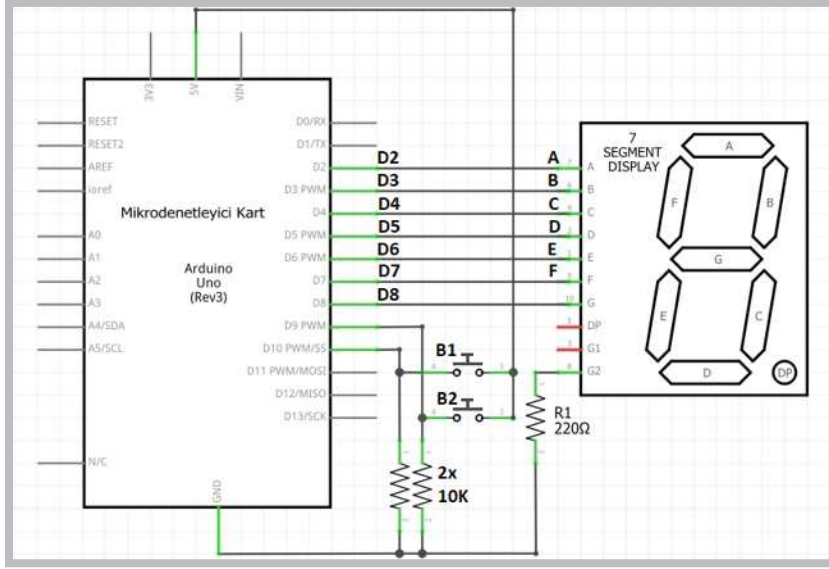 3V3
5V
VIN
RESET
RESET2
AREF
ioref
A0
A1
A2
A3
A4/SDA
A5/SCL
N/C
Mikrodenetleyici Kart
Arduino
Uno
(Rev3)
D0/RX
D1/TX
D2
D3 PWM
D4
D5 PWM
D6 PWM
D7
D8
D9 PWM
D10 PWM/SS
D11 PWM/MOSI
D12/MISO
D13/SCK
GND
D2
D3
D4
D5
D6
D7
D8
A
B
C
D
E
F
B1
B2
2x
10K
R1
220Ω
7
SEGMENT
DISPLAY
A
B
C
D
E
F
G
DP
G1
G2
A
F
B
G
E
C
D
DP